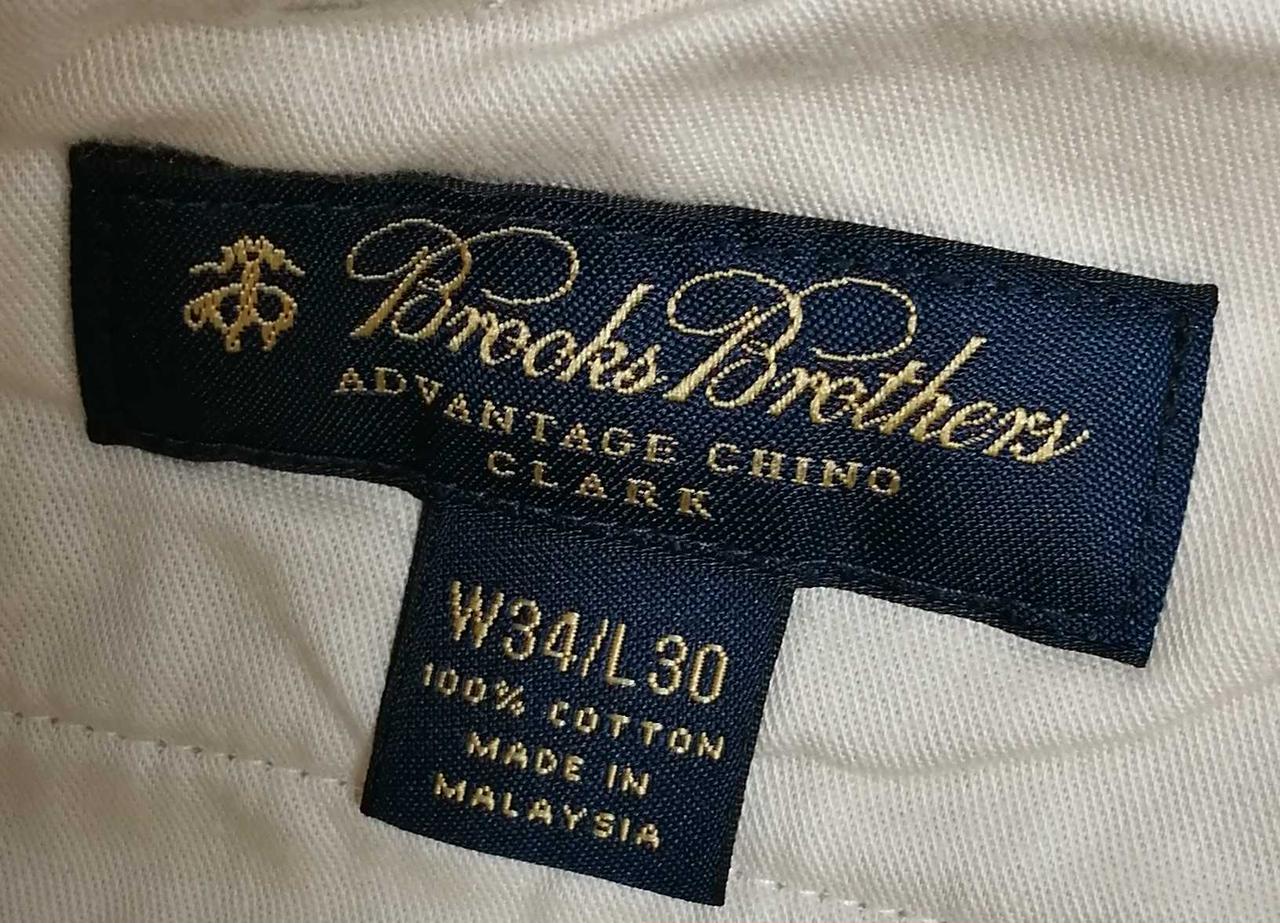 Brooks Brothers
ADVANTAGE CHINO
CLARK
W34/L30
100% COTTON
MADE IN
MALAYSIA